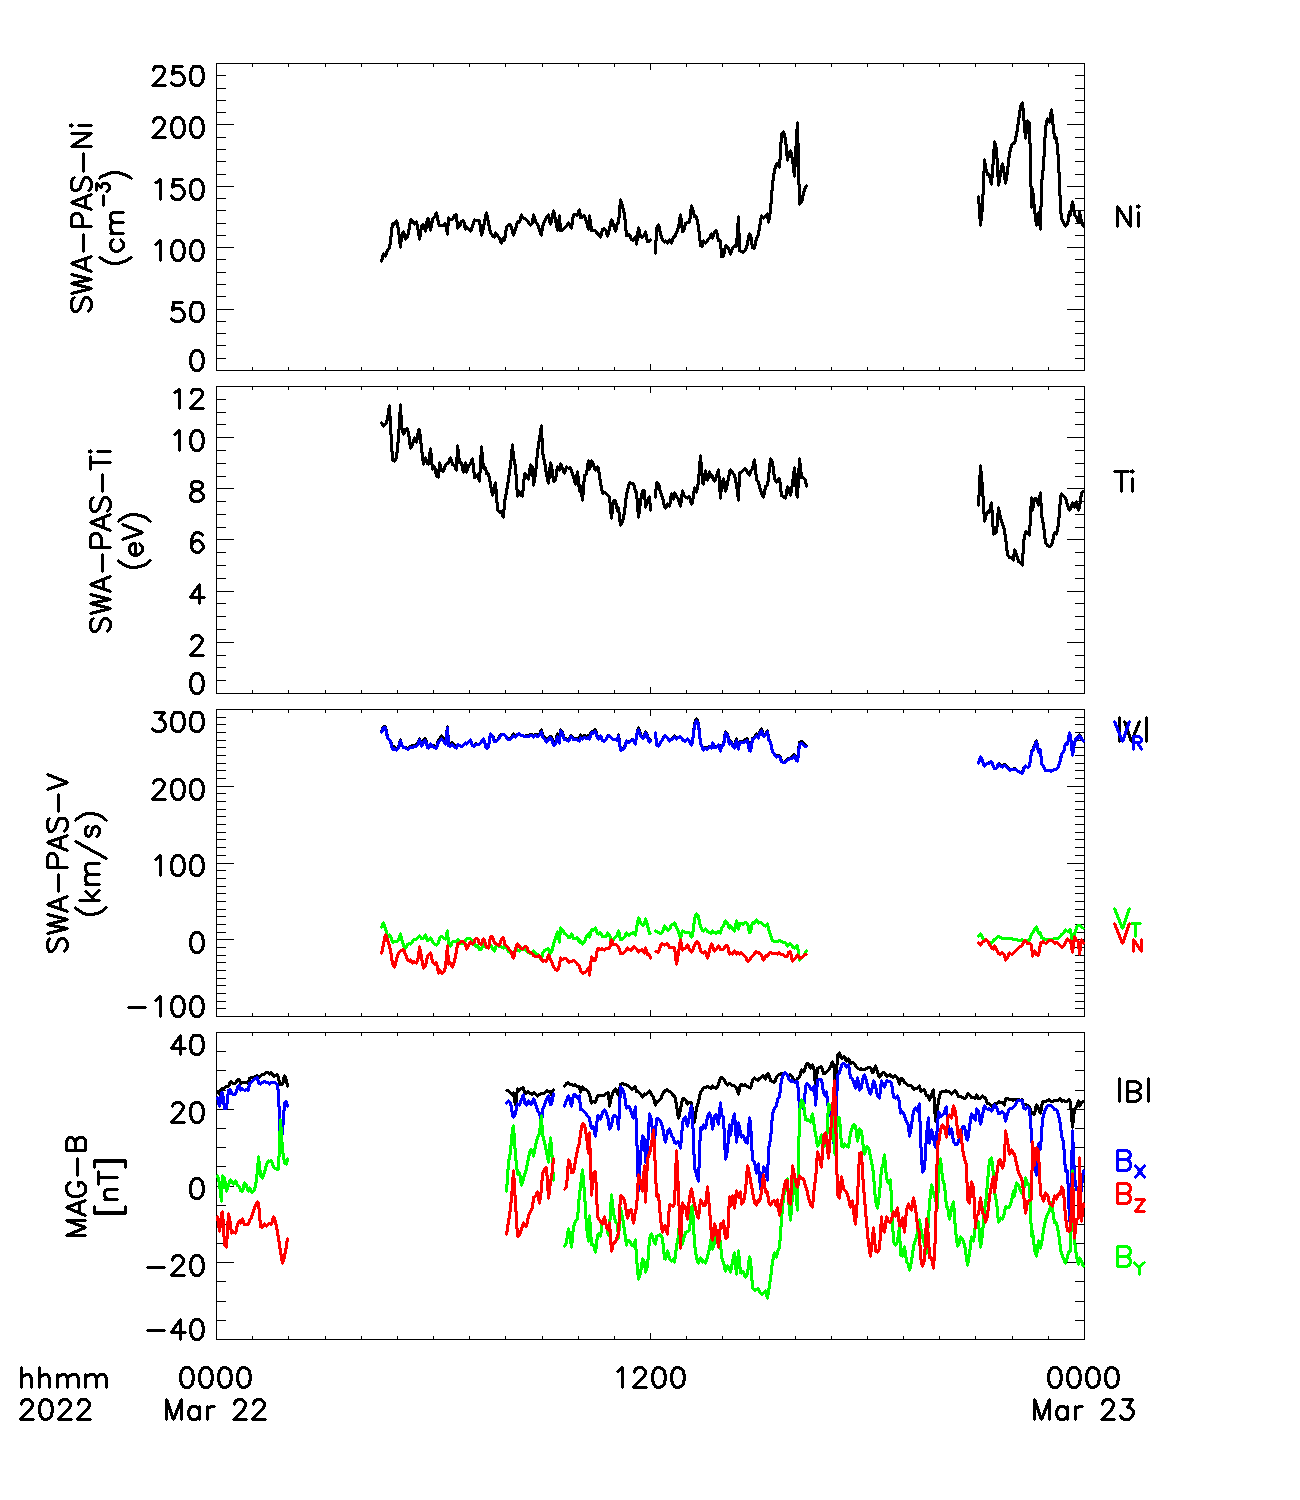 250
200
150
100
50
0
SWA-PAS-Ni
(cm⁻³)
Ni
12
10
8
6
4
2
0
SWA-PAS-Ti
(eV)
Ti
300
200
100
0
-100
SWA-PAS-V
(km/s)
|V|
V_R
V_T
V_N
40
20
0
-20
-40
MAG-B
[nT]
|B|
B_X
B_Z
B_Y
hhmm 0000 1200 0000
2022 Mar 22 Mar 23